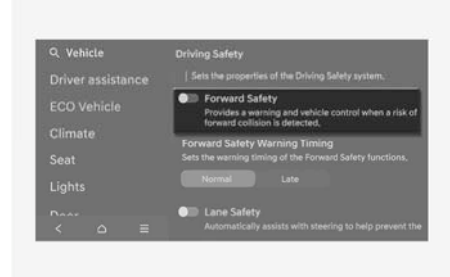 Vehicle
Driver assistance
ECO Vehicle
Climate
Seat
Lights
Driving Safety
Sets the properties of the Driving Safety system.
Forward Safety
Provides a warning and vehicle control when a risk of
forward collision is detected.
Forward Safety Warning Timing
Sets the warning timing of the Forward Safety functions.
Normal Late
Lane Safety
Automatically assists with steering to help prevent the